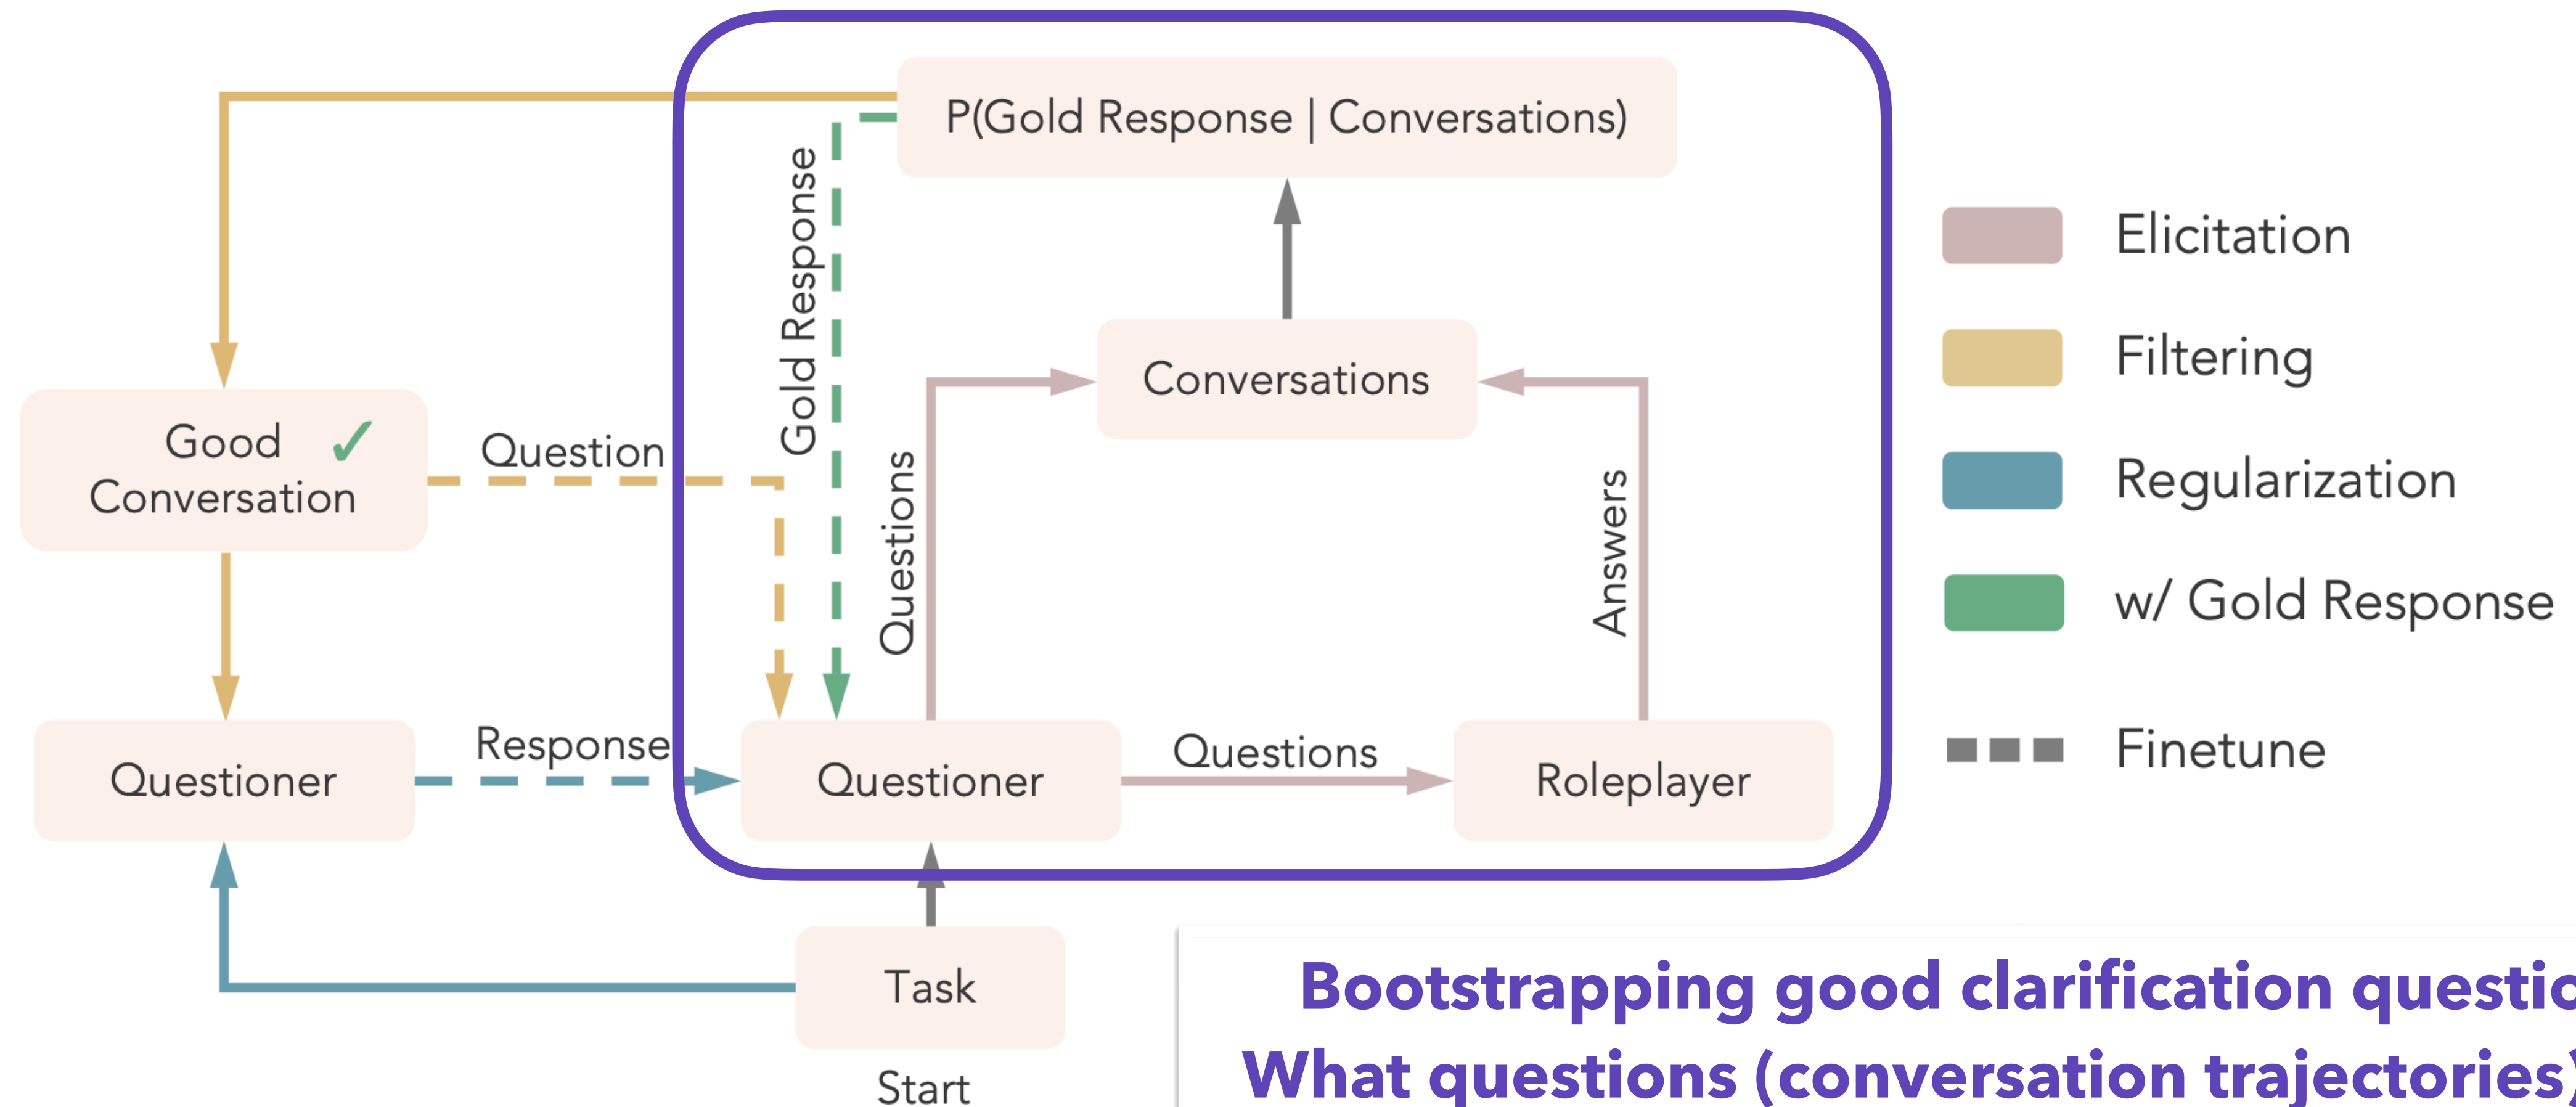 P(Gold Response | Conversations)
Gold Response
Conversations
Good ✓
Conversation
Question
Questions
Answers
Questioner
Response
Questioner
Questions
Roleplayer
Task
Start
Elicitation
Filtering
Regularization
w/ Gold Response
Finetune
Bootstrapping good clarification questio
What questions (conversation trajectories)